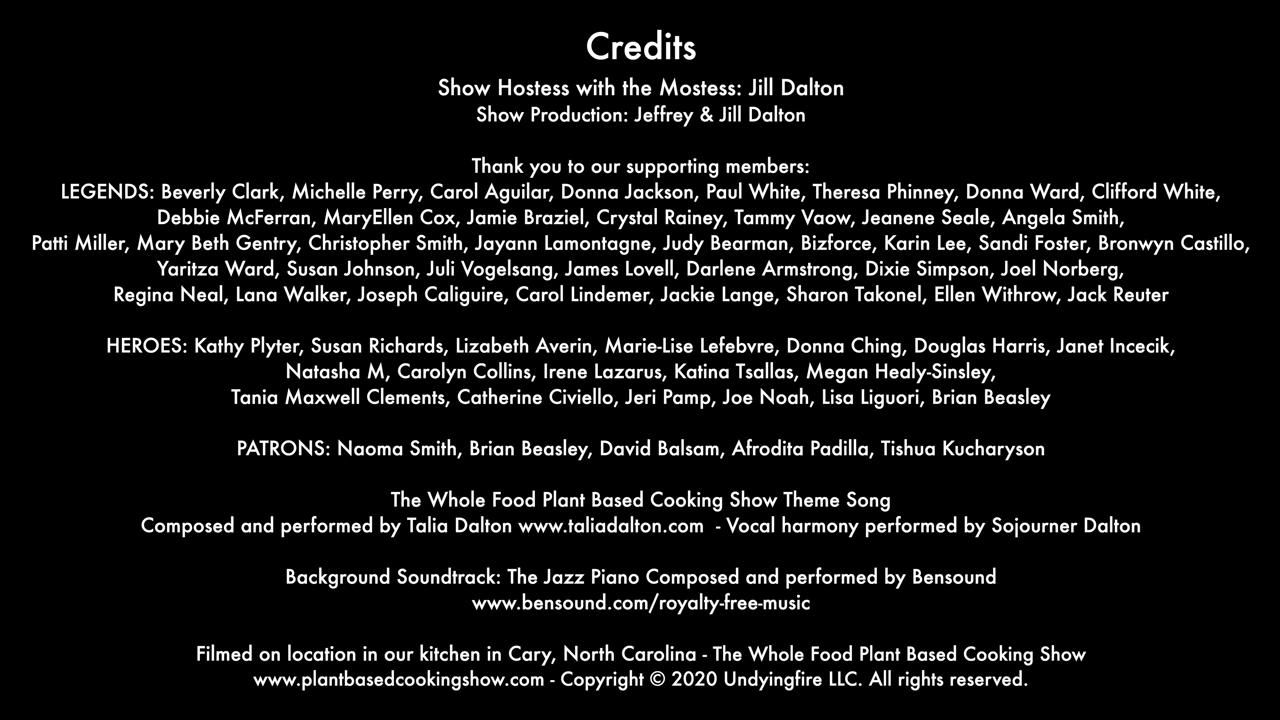 Credits
Show Hostess with the Mostess: Jill Dalton
Show Production: Jeffrey & Jill Dalton
Thank you to our supporting members:
LEGENDS: Beverly Clark, Michelle Perry, Carol Aguilar, Donna Jackson, Paul White, Theresa Phinney, Donna Ward, Clifford White,
Debbie McFerran, MaryEllen Cox, Jamie Braziel, Crystal Rainey, Tammy Vaow, Jeanene Seale, Angela Smith,
Patti Miller, Mary Beth Gentry, Christopher Smith, Jayann Lamontagne, Judy Bearman, Bizforce, Karin Lee, Sandi Foster, Bronwyn Castillo,
Yaritza Ward, Susan Johnson, Juli Vogelsang, James Lovell, Darlene Armstrong, Dixie Simpson, Joel Norberg,
Regina Neal, Lana Walker, Joseph Caliguire, Carol Lindemer, Jackie Lange, Sharon Takonel, Ellen Withrow, Jack Reuter
HEROES: Kathy Plyter, Susan Richards, Lizabeth Averin, Marie-Lise Lefebvre, Donna Ching, Douglas Harris, Janet Incecik,
Natasha M, Carolyn Collins, Irene Lazarus, Katina Tsallas, Megan Healy-Sinsley,
Tania Maxwell Clements, Catherine Civiello, Jeri Pamp, Joe Noah, Lisa Liguori, Brian Beasley
PATRONS: Naoma Smith, Brian Beasley, David Balsam, Afrodita Padilla, Tishua Kucharyson
The Whole Food Plant Based Cooking Show Theme Song
Composed and performed by Talia Dalton www.taliadalton.com - Vocal harmony performed by Sojourner Dalton
Background Soundtrack: The Jazz Piano Composed and performed by Bensound
www.bensound.com/royalty-free-music
Filmed on location in our kitchen in Cary, North Carolina - The Whole Food Plant Based Cooking Show
www.plantbasedcookingshow.com - Copyright © 2020 Undyingfire LLC. All rights reserved.